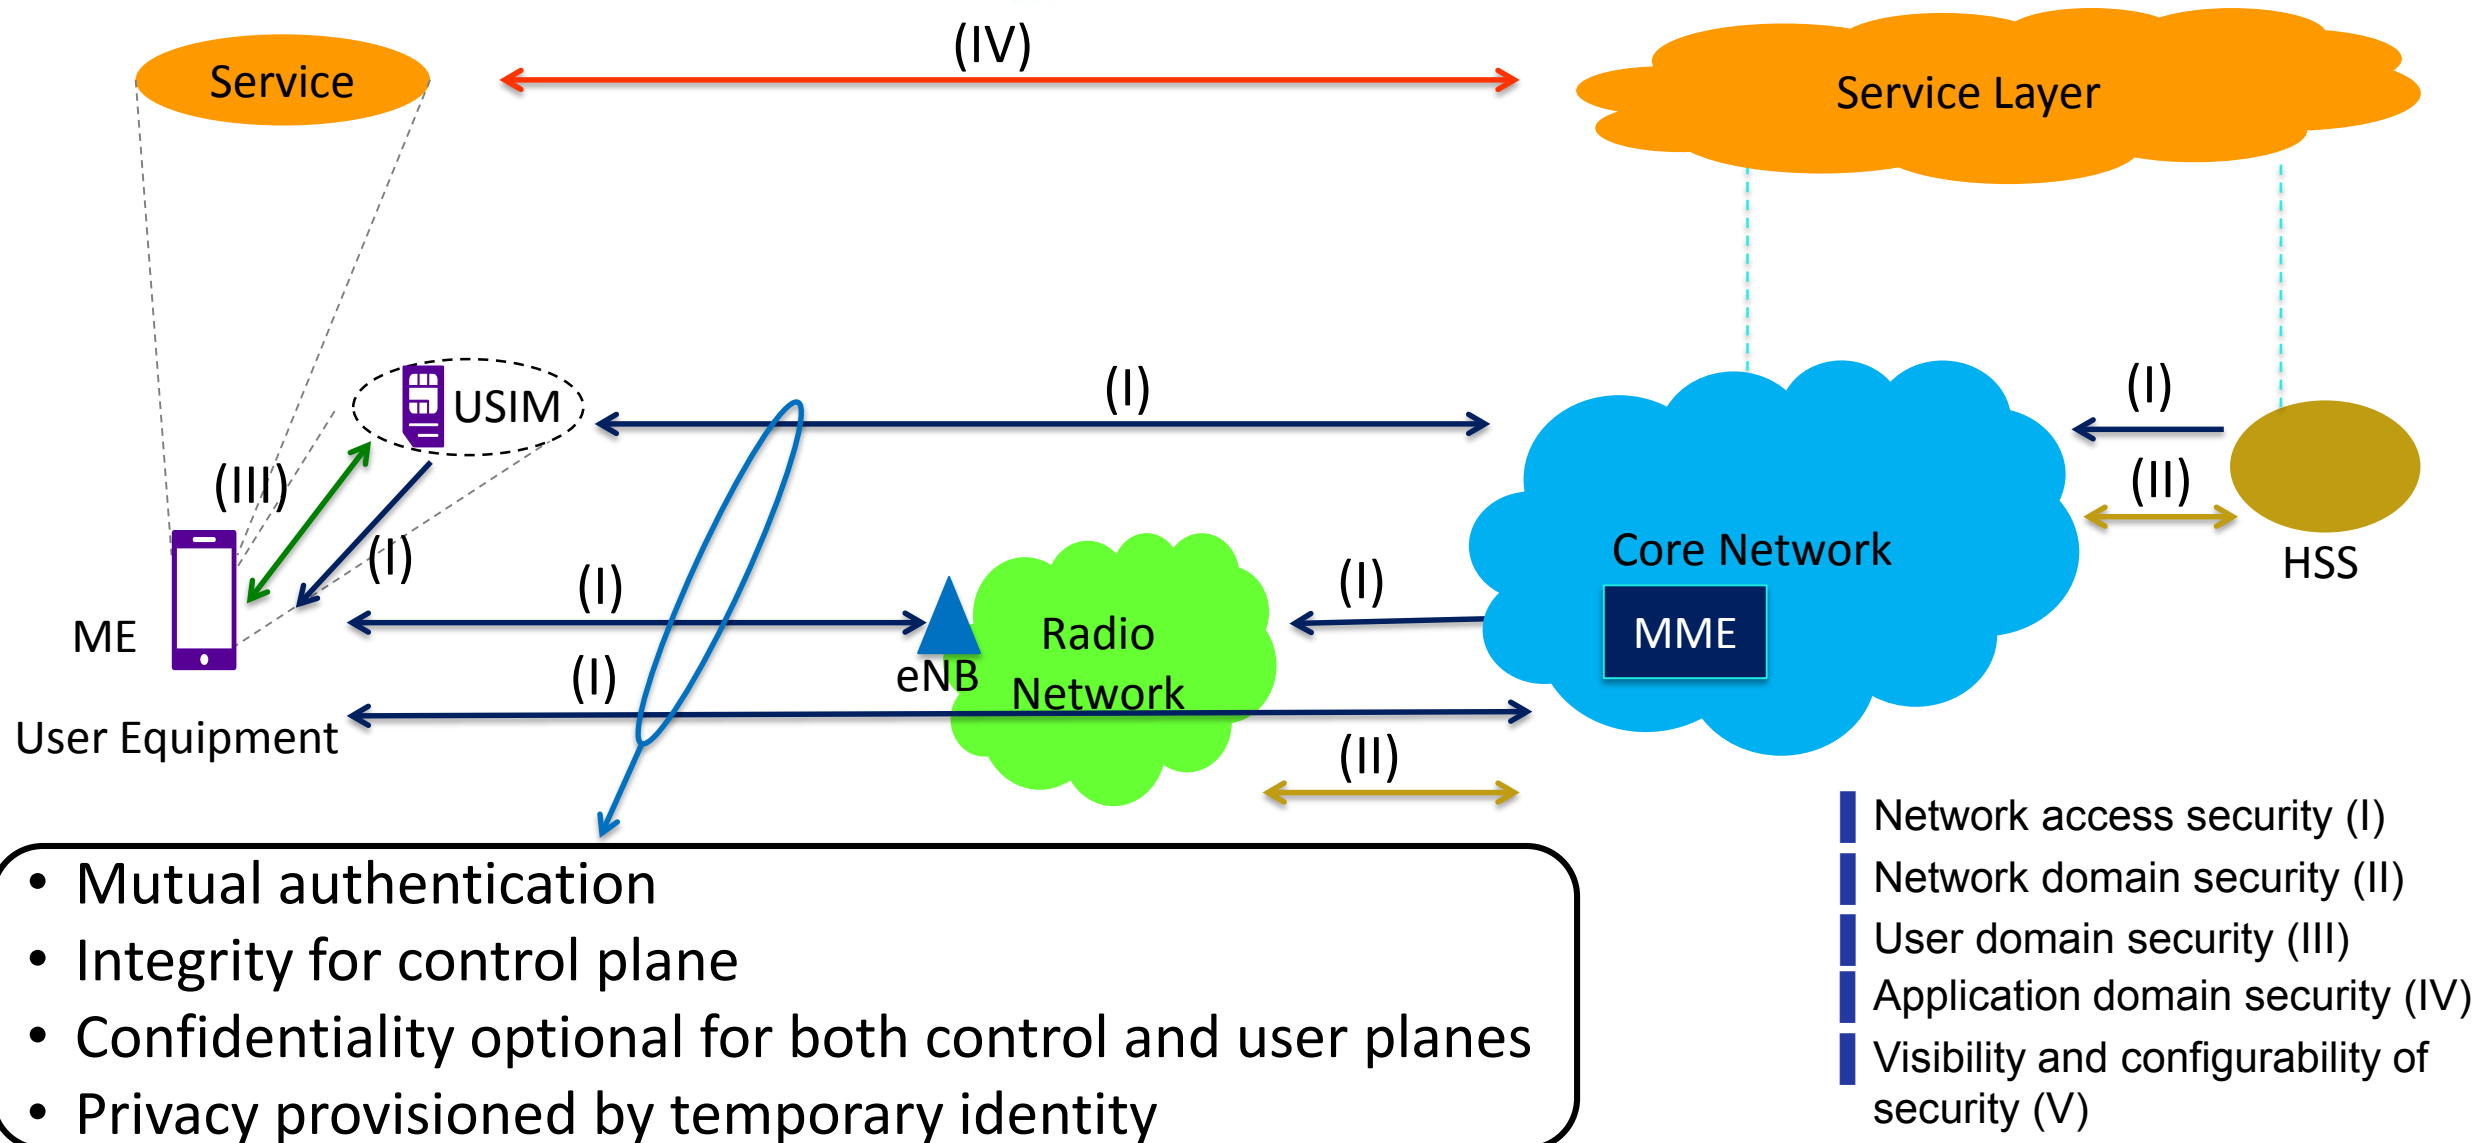 (IV)
Service
Service Layer
USIM
(I)
(I)
(III)
(II)
(I)
(I)
(I)
Core Network
HSS
ME
Radio
Network
MME
eNB
(I)
User Equipment
(II)
Network access security (I)
Network domain security (II)
User domain security (III)
Application domain security (IV)
Visibility and configurability of
security (V)
• Mutual authentication
• Integrity for control plane
• Confidentiality optional for both control and user planes
• Privacy provisioned by temporary identity